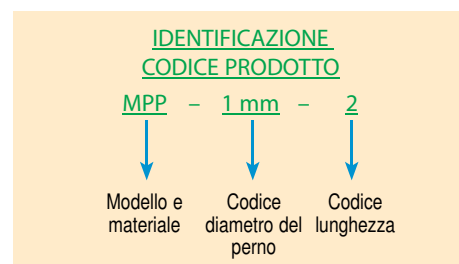 IDENTIFICAZIONE
CODICE PRODOTTO
MPP – 1 mm – 2
Modello e materiale
Codice diametro del perno
Codice lunghezza